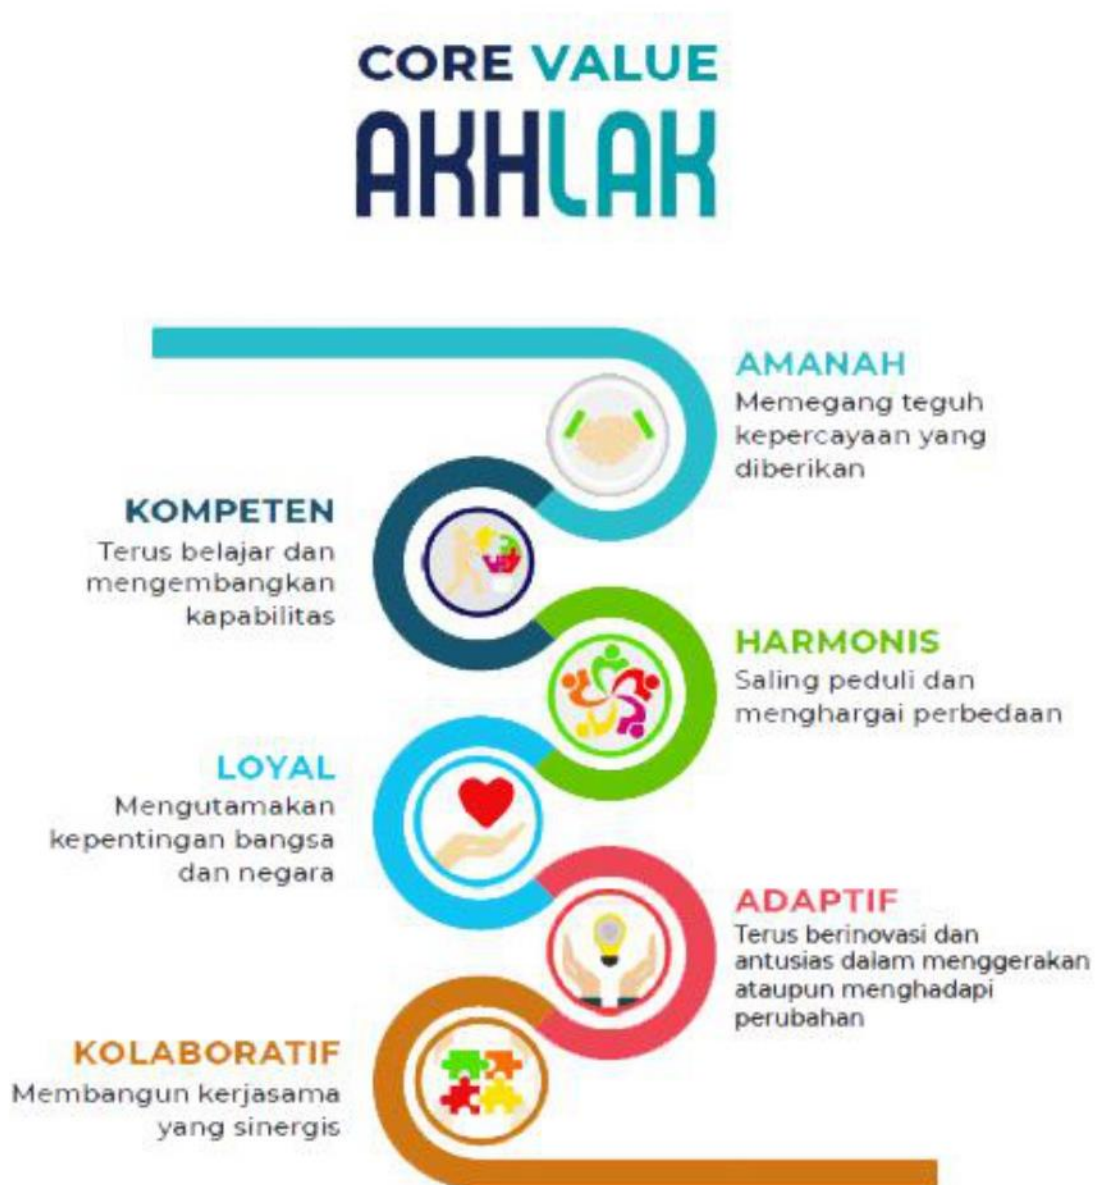 CORE VALUE
AKHLAK
AMANAH
Memegang teguh
kepercayaan yang
diberikan
KOMPETEN
Terus belajar dan
mengembangkan
kapabilitas
HARMONIS
Saling peduli dan
menghargai perbedaan
LOYAL
Mengutamakan
kepentingan bangsa
dan negara
ADAPTIF
Terus berinovasi dan
antusias dalam menggerakan
ataupun menghadapi
perubahan
KOLABORATIF
Membangun kerjasama
yang sinergis